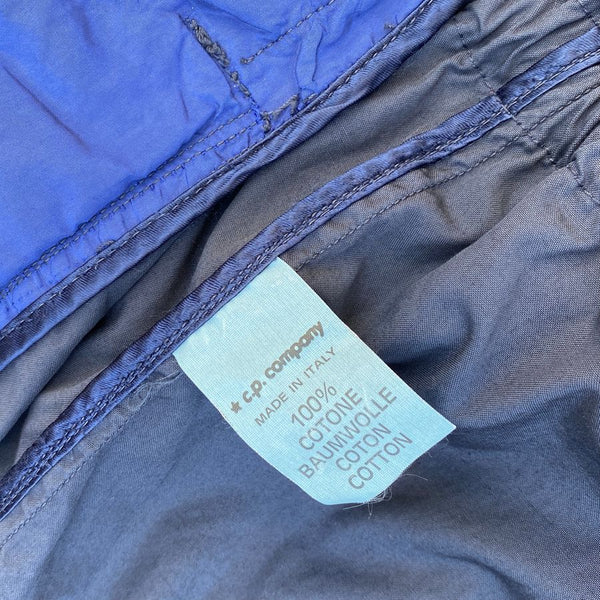 ★ c.p. company
MADE IN ITALY
100%
COTONE
BAUMWOLLE
COTON
COTTON